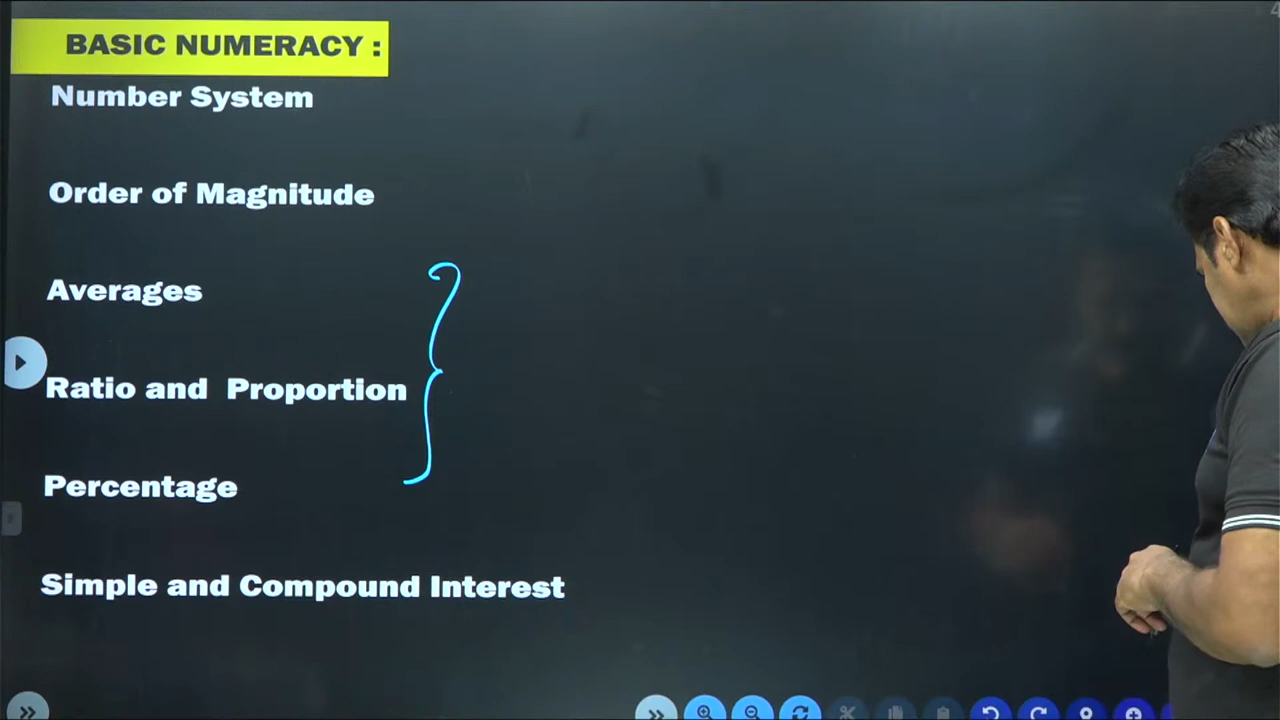 BASIC NUMERACY :
Number System
Order of Magnitude
Averages
Ratio and Proportion
Percentage
Simple and Compound Interest